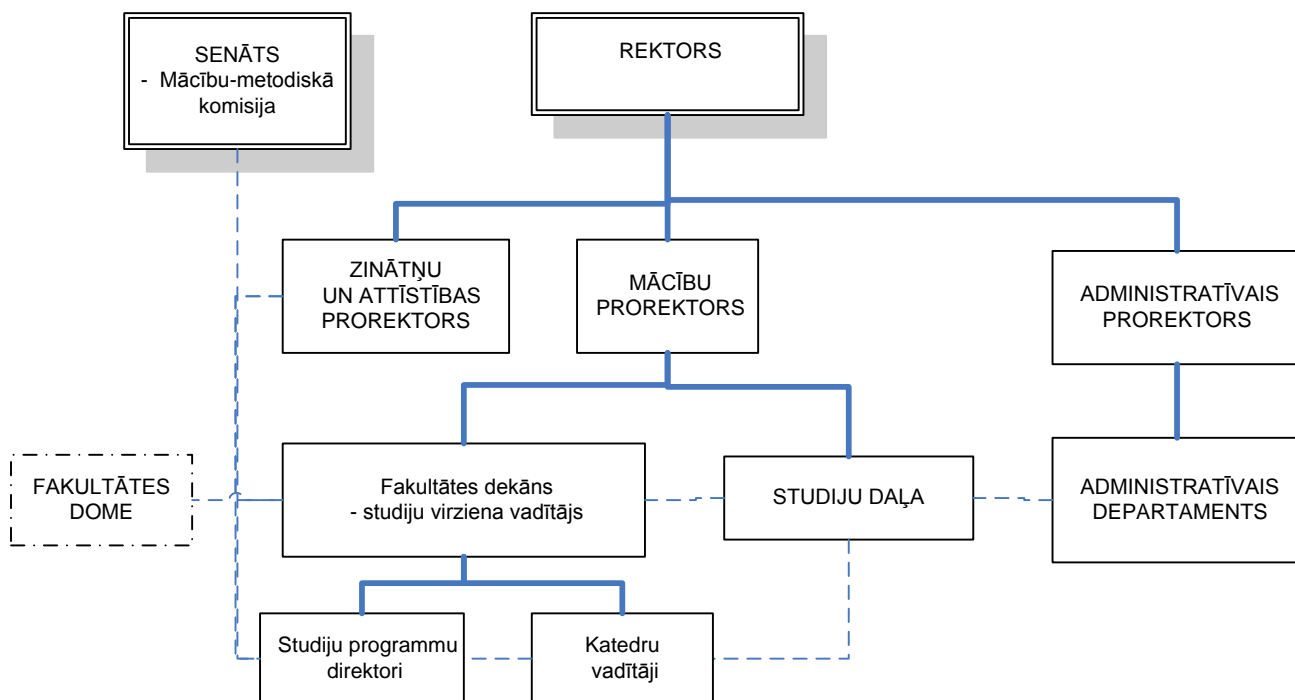 SENĀTS
- Mācību-metodiskā
komisija
REKTORS
ZINĀTŅU
UN ATTĪSTĪBAS
PROREKTORS
MĀCĪBU
PROREKTORS
ADMINISTRATĪVAIS
PROREKTORS
FAKULTĀTES
DOME
Fakultātes dekāns
- studiju virziena vadītājs
STUDIJU DAĻA
ADMINISTRATĪVAIS
DEPARTAMENTS
Studiju programmu
direktori
Katedru
vadītāji